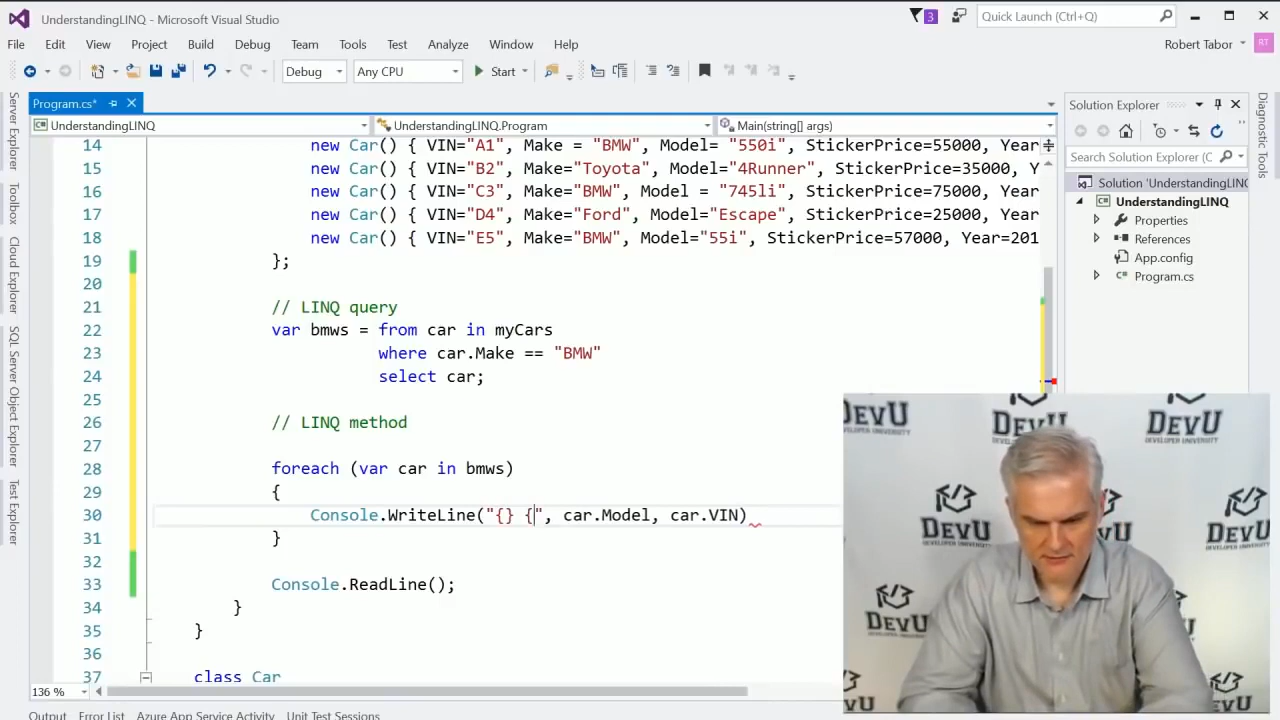 UnderstandingLINQ - Microsoft Visual Studio
3
Quick Launch (Ctrl+Q)
File Edit View Project Build Debug Team Tools Test Analyze Window Help
Robert Tabor RT
Debug Any CPU Start
Program.cs*
UnderstandingLINQ UnderstandingLINQ.Program Main(string[] args)
14 new Car() { VIN="A1", Make = "BMW", Model= "550i", StickerPrice=55000, Year
15 new Car() { VIN="B2", Make="Toyota", Model="4Runner", StickerPrice=35000, Y
16 new Car() { VIN="C3", Make="BMW", Model = "745li", StickerPrice=75000, Year
17 new Car() { VIN="D4", Make="Ford", Model="Escape", StickerPrice=25000, Year
18 new Car() { VIN="E5", Make="BMW", Model="55i", StickerPrice=57000, Year=201
19 };
20
21 // LINQ query
22 var bmws = from car in myCars
23 where car.Make == "BMW"
24 select car;
25
26 // LINQ method
27
28 foreach (var car in bmws)
29 {
30 Console.WriteLine("{} {", car.Model, car.VIN)
31 }
32
33 Console.ReadLine();
34 }
35 }
36
37 class Car
136 %
Output Error List Azure App Service Activity Unit Test Sessions
Server Explorer
Toolbox
Cloud Explorer
SQL Server Object Explorer
Test Explorer
Solution Explorer
Search Solution Explorer (C
Solution 'UnderstandingLINQ
UnderstandingLINQ
Properties
References
App.config
Program.cs
Diagnostic Tools
DEVU
DEVELOPER UNIVERSITY